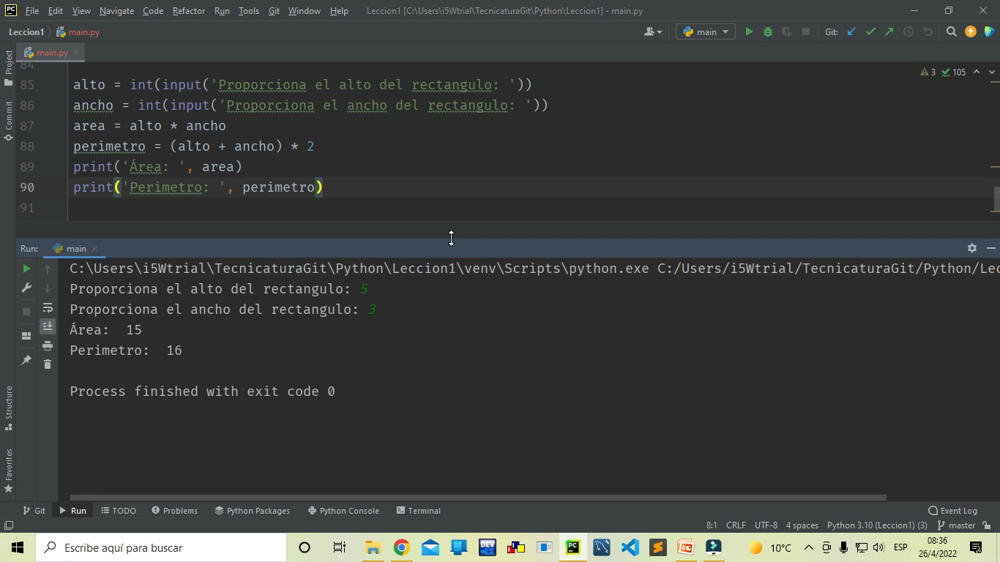 File Edit View Navigate Code Refactor Run Tools Git Window Help Leccion1 [C:\Users\i5Wtrial\TecnicaturaGit\Python\Leccion1] - main.py
Leccion1 main.py main Git:
main.py
Project
Commit
Structure
Favorites
84
3 105
85 alto = int(input('Proporciona el alto del rectangulo: '))
86 ancho = int(input('Proporciona el ancho del rectangulo: '))
87 area = alto * ancho
88 perimetro = (alto + ancho) * 2
89 print('Área: ', area)
90 print('Perimetro: ', perimetro)
91
Run: main
C:\Users\i5Wtrial\TecnicaturaGit\Python\Leccion1\venv\Scripts\python.exe C:/Users/i5Wtrial/TecnicaturaGit/Python/Lec
Proporciona el alto del rectangulo: 5
Proporciona el ancho del rectangulo: 3
Área:  15
Perimetro:  16
Process finished with exit code 0
Git Run TODO Problems Python Packages Python Console Terminal Event Log
8:1 CRLF UTF-8 4 spaces Python 3.10 (Leccion1) (3) master
Escribe aquí para buscar DEV PC 10°C ESP 08:36
26/4/2022